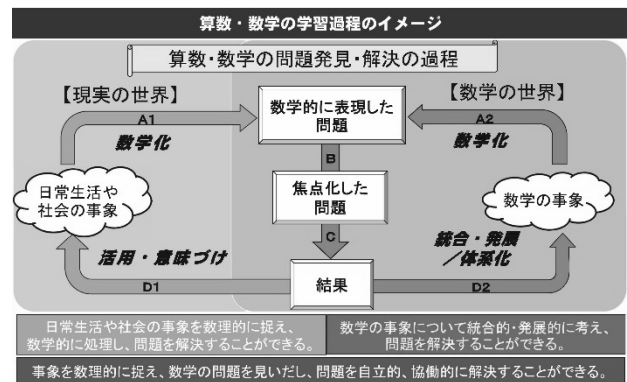 算数・数学の学習過程のイメージ
算数・数学の問題発見・解決の過程
【現実の世界】
【数学の世界】
A1
数学化
数学的に表現した
問題
A2
数学化
B
日常生活や
社会の事象
焦点化した
問題
数学の事象
C
活用・意味づけ
統合・発展
／体系化
D1
結果
D2
日常生活や社会の事象を数理的に捉え、
数学的に処理し、問題を解決することができる。
数学の事象について統合的・発展的に考え、
問題を解決することができる。
事象を数理的に捉え、数学の問題を見いだし、問題を自立的、協働的に解決することができる。